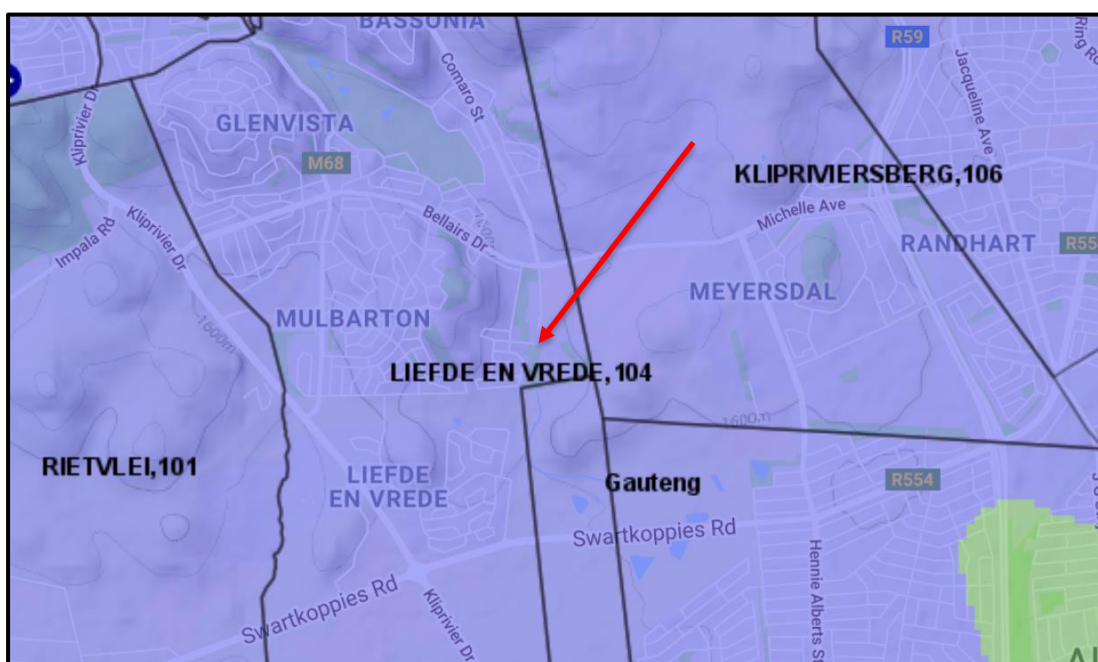 BASSONIA
R59
Ring Rd
Comaro St
Jacqueline Ave
Kliprivier Dr
GLENVISTA
M68
KLIPRIVIERSBERG,106
Michelle Ave
Bellairs Dr
Impala Rd
Kliprivier Dr
RANDHART
MEYERSDAL
MULBARTON
1600m
LIEFDE EN VREDE,104
1600m
RIETVLEI,101
LIEFDE
EN VREDE
Gauteng
R554
Swartkoppies Rd
Hennie Alberts St
Swartkoppies Rd
Kliprivier Dr